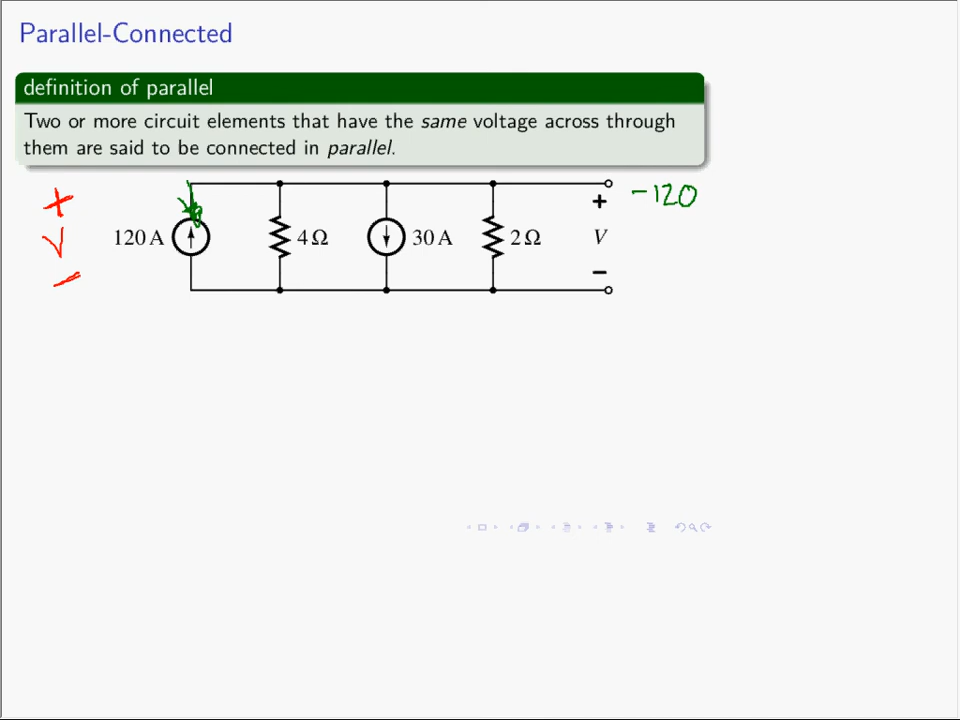 Parallel-Connected
definition of parallel
Two or more circuit elements that have the same voltage across through
them are said to be connected in parallel.
+
V
−
120 A
4 Ω
30 A
2 Ω
+
V
−
−120